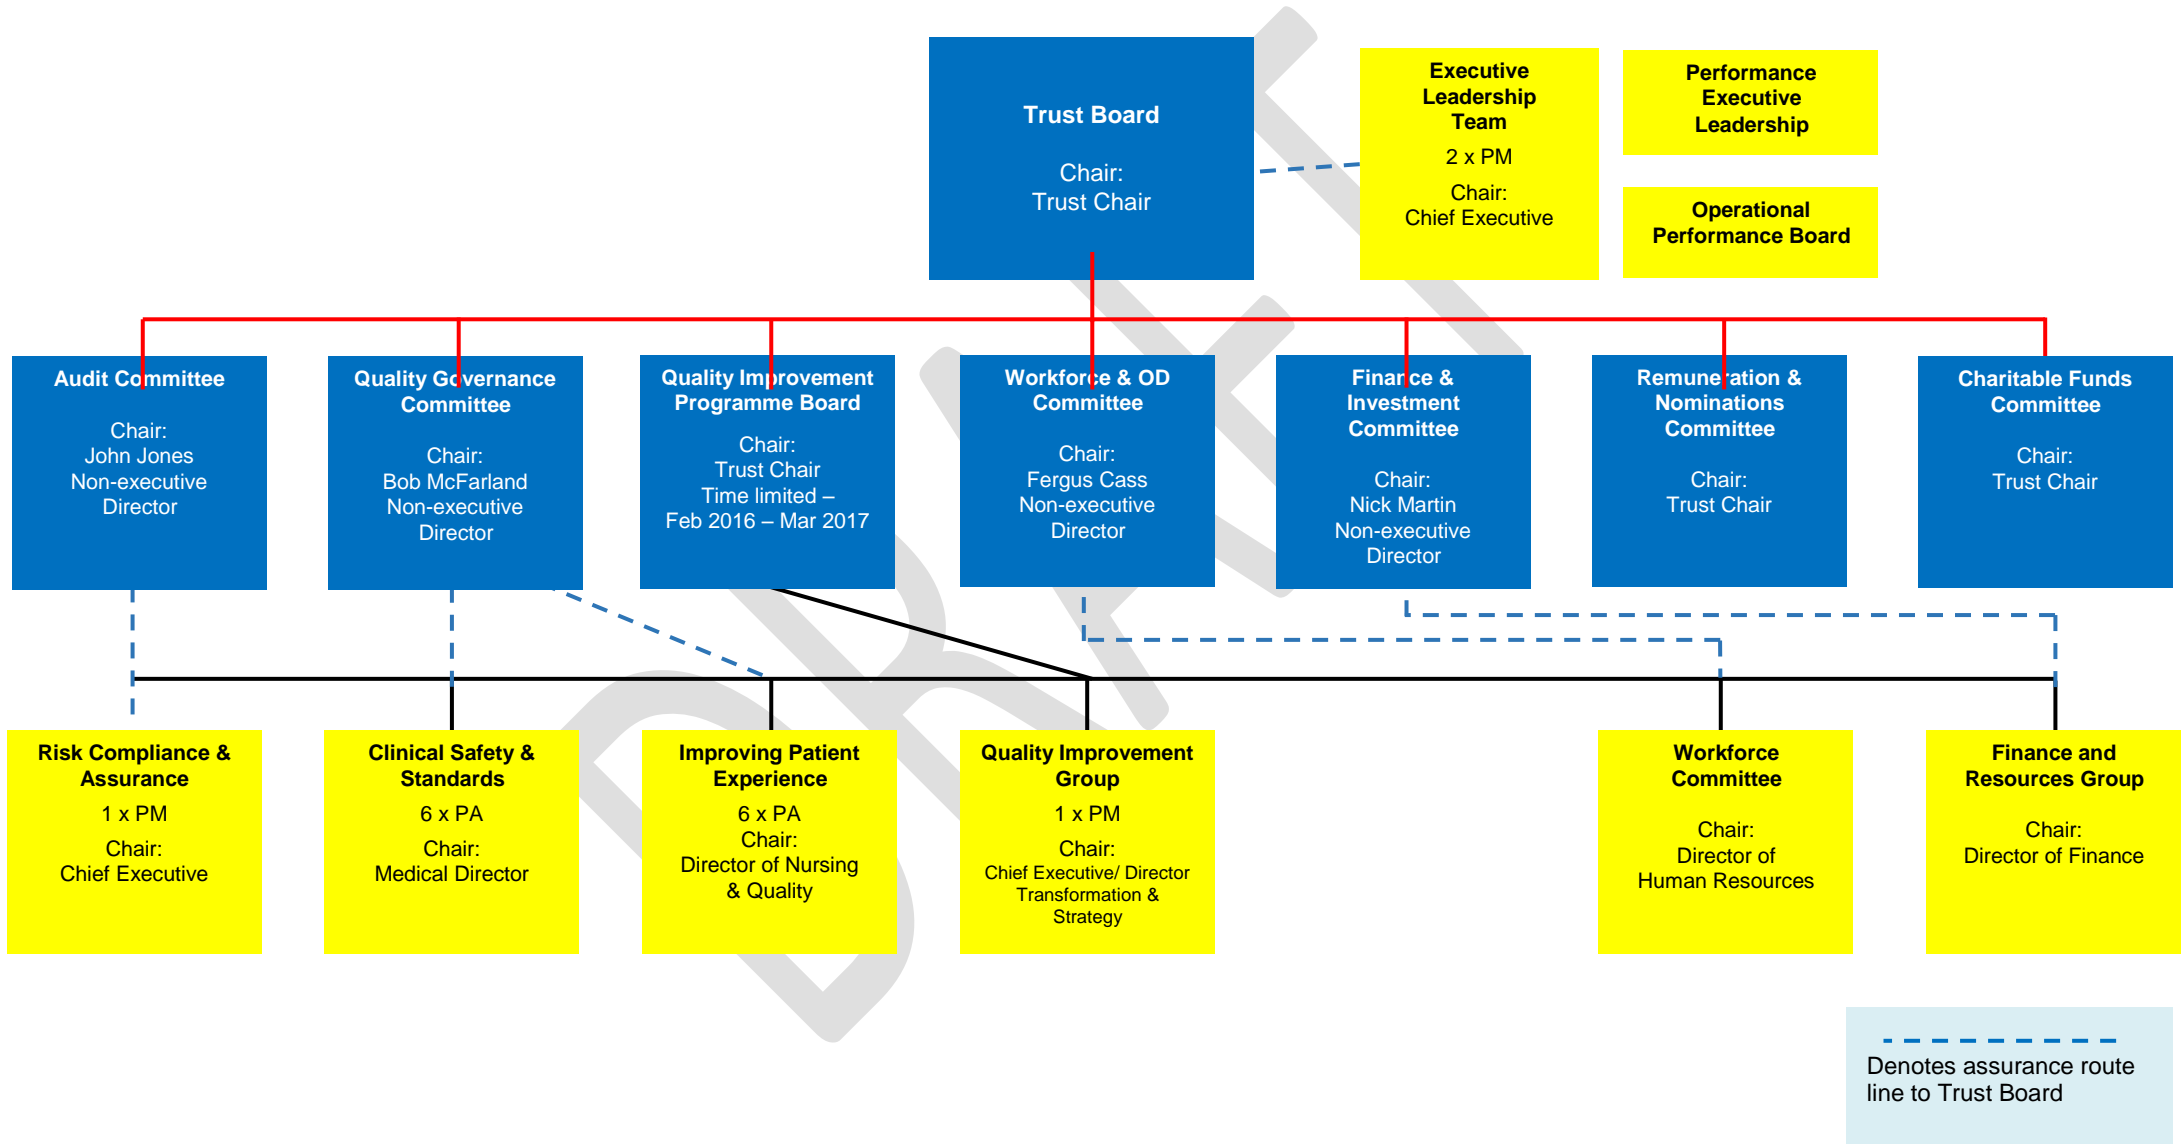 Trust Board
Chair:
Trust Chair
Executive
Leadership
Team
2 x PM
Chair:
Chief Executive
Performance
Executive
Leadership
Operational
Performance Board
Audit Committee
Chair:
John Jones
Non-executive
Director
Quality Governance
Committee
Chair:
Bob McFarland
Non-executive
Director
Quality Improvement
Programme Board
Chair:
Trust Chair
Time limited –
Feb 2016 – Mar 2017
Workforce & OD
Committee
Chair:
Fergus Cass
Non-executive
Director
Finance &
Investment
Committee
Chair:
Nick Martin
Non-executive
Director
Remuneration &
Nominations
Committee
Chair:
Trust Chair
Charitable Funds
Committee
Chair:
Trust Chair
Risk Compliance &
Assurance
1 x PM
Chair:
Chief Executive
Clinical Safety &
Standards
6 x PA
Chair:
Medical Director
Improving Patient
Experience
6 x PA
Chair:
Director of Nursing
& Quality
Quality Improvement
Group
1 x PM
Chair:
Chief Executive/ Director
Transformation &
Strategy
Workforce
Committee
Chair:
Director of
Human Resources
Finance and
Resources Group
Chair:
Director of Finance
Denotes assurance route
line to Trust Board
DRAFT